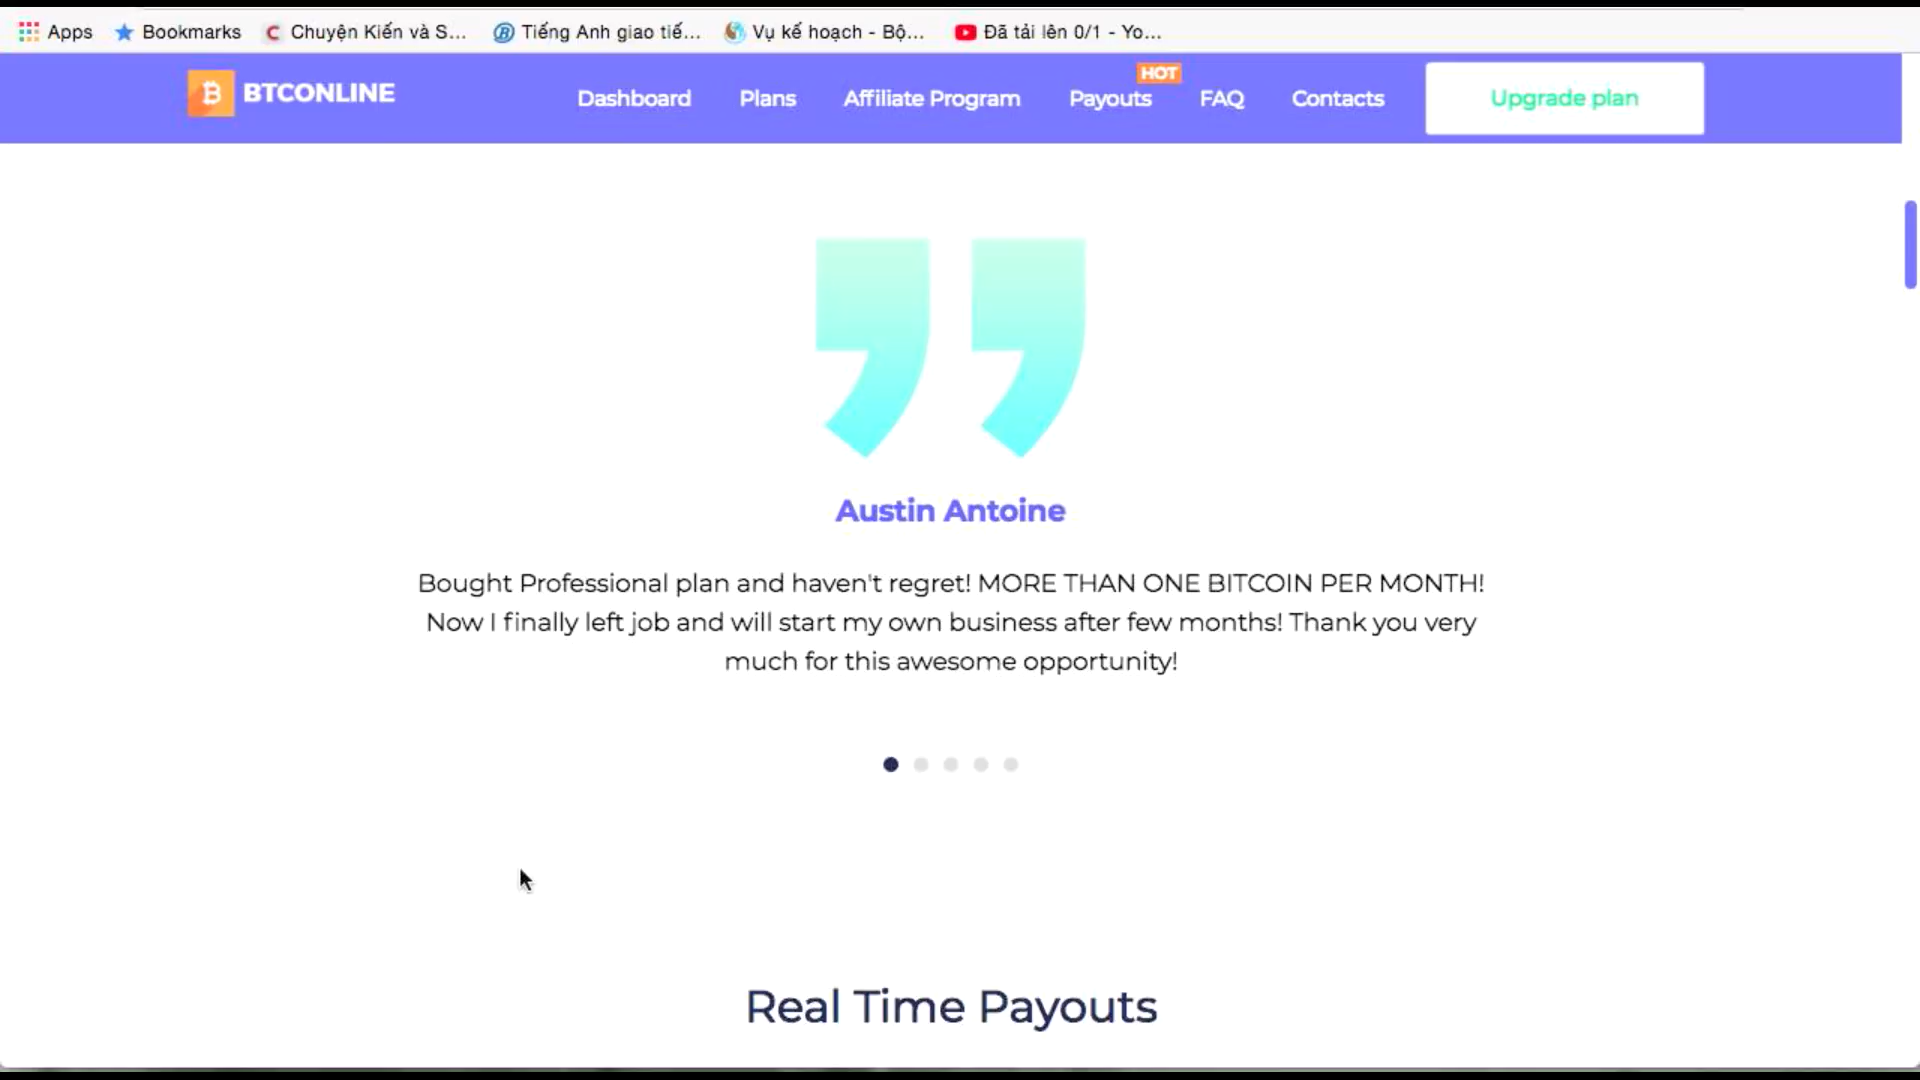 Apps Bookmarks Chuyện Kiến và S... Tiếng Anh giao tiế... Vụ kế hoạch - Bộ... Đã tải lên 0/1 - Yo...
HOT
BTCONLINE Dashboard Plans Affiliate Program Payouts FAQ Contacts Upgrade plan
Austin Antoine
Bought Professional plan and haven't regret! MORE THAN ONE BITCOIN PER MONTH!
Now I finally left job and will start my own business after few months! Thank you very
much for this awesome opportunity!
Real Time Payouts